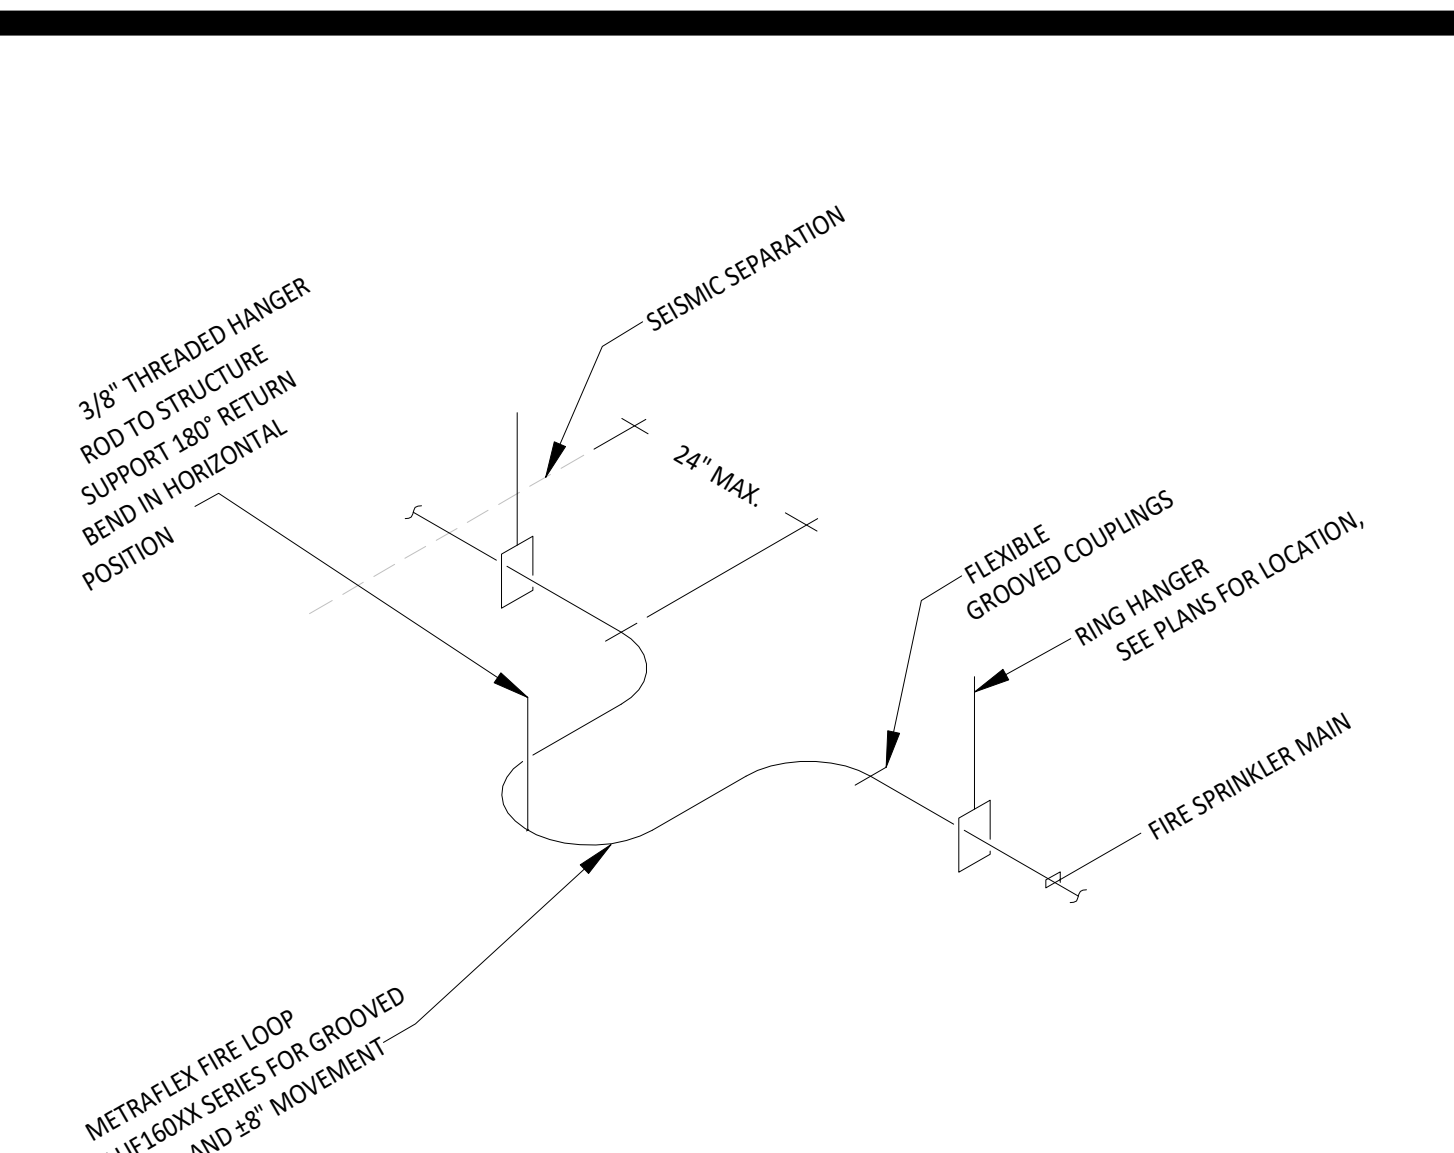 SEISMIC SEPARATION
3/8" THREADED HANGER
ROD TO STRUCTURE
SUPPORT 180° RETURN
BEND IN HORIZONTAL
POSITION
24" MAX.
FLEXIBLE
GROOVED COUPLINGS
RING HANGER
SEE PLANS FOR LOCATION,
FIRE SPRINKLER MAIN
METRAFLEX FIRE LOOP
SERIES FOR GROOVED
AND ±8" MOVEMENT